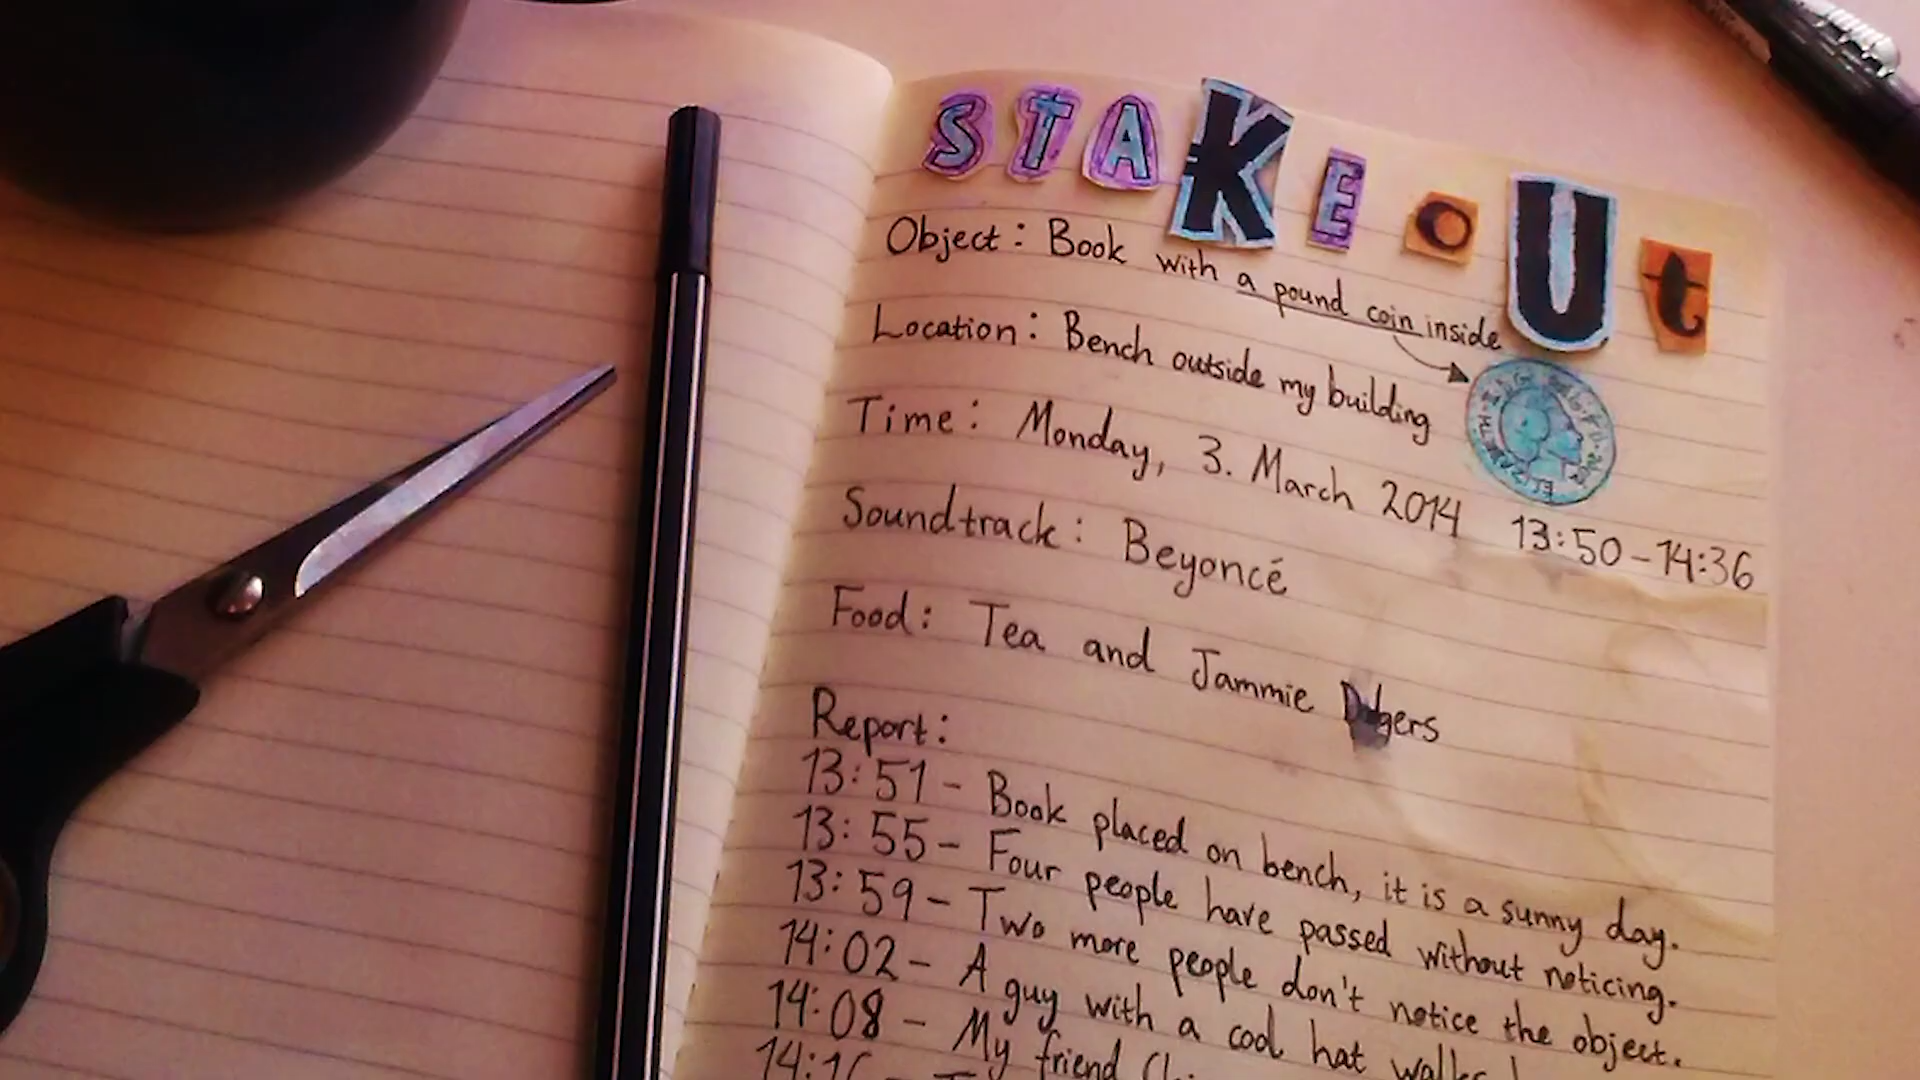 STAKE OUt
Object: Book with a pound coin inside
Location: Bench outside my building
Time: Monday, 3. March 2014 13:50-14:36
Soundtrack: Beyoncé
Food: Tea and Jammie
Report:
13:51 - Book placed on bench, it is a sunny day.
13:55 - Four people have passed without noticing.
13:59 - Two more people don't notice the object.
14:02 - A guy with a cool hat
14:08 - My friend